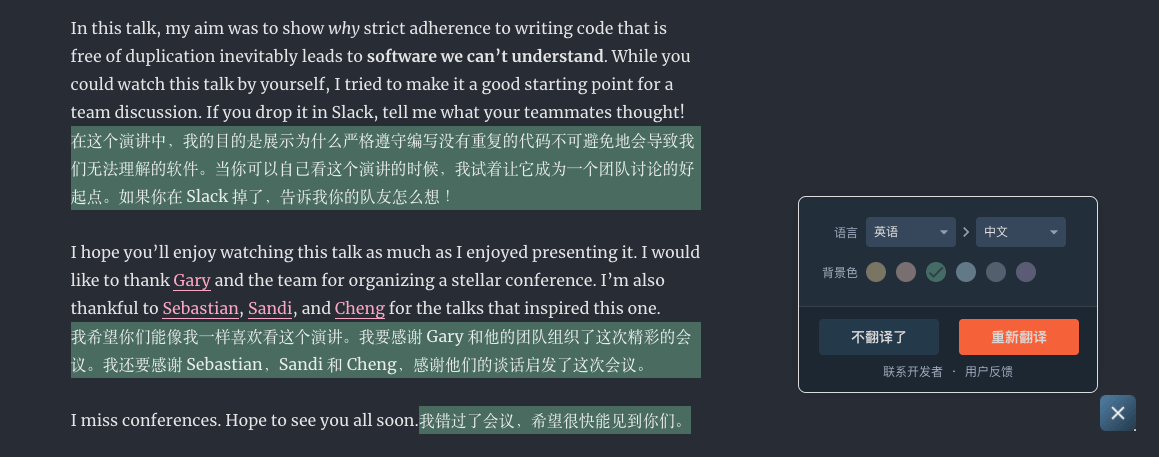 In this talk, my aim was to show why strict adherence to writing code that is
free of duplication inevitably leads to software we can’t understand. While you
could watch this talk by yourself, I tried to make it a good starting point for a
team discussion. If you drop it in Slack, tell me what your teammates thought!
在这个演讲中，我的目的是展示为什么严格遵守编写没有重复的代码不可避免地会导致我
们无法理解的软件。当你可以自己看这个演讲的时候，我试着让它成为一个团队讨论的好
起点。如果你在 Slack 掉了，告诉我你的队友怎么想！
I hope you’ll enjoy watching this talk as much as I enjoyed presenting it. I would
like to thank Gary and the team for organizing a stellar conference. I’m also
thankful to Sebastian, Sandi, and Cheng for the talks that inspired this one.
我希望你们能像我一样喜欢看这个演讲。我要感谢 Gary 和他的团队组织了这次精彩的会
议。我还要感谢 Sebastian，Sandi 和 Cheng，感谢他们的谈话启发了这次会议。
I miss conferences. Hope to see you all soon.我错过了会议，希望很快能见到你们。
语言 英语 > 中文
背景色
不翻译了 重新翻译
联系开发者 · 用户反馈